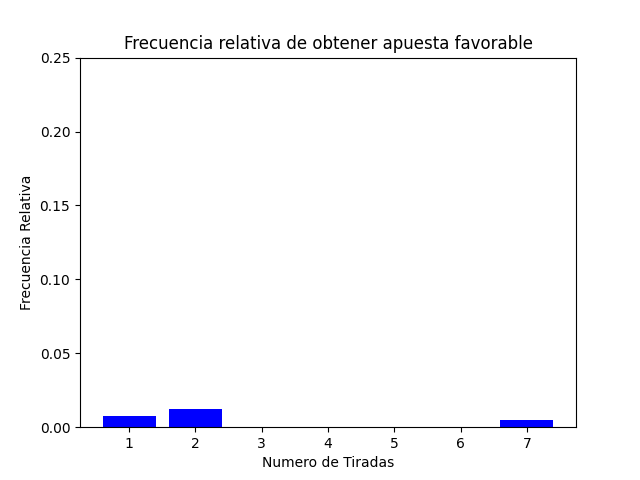 Frecuencia relativa de obtener apuesta favorable
0.25
0.20
0.15
0.10
0.05
0.00
Frecuencia Relativa
1 2 3 4 5 6 7
Numero de Tiradas